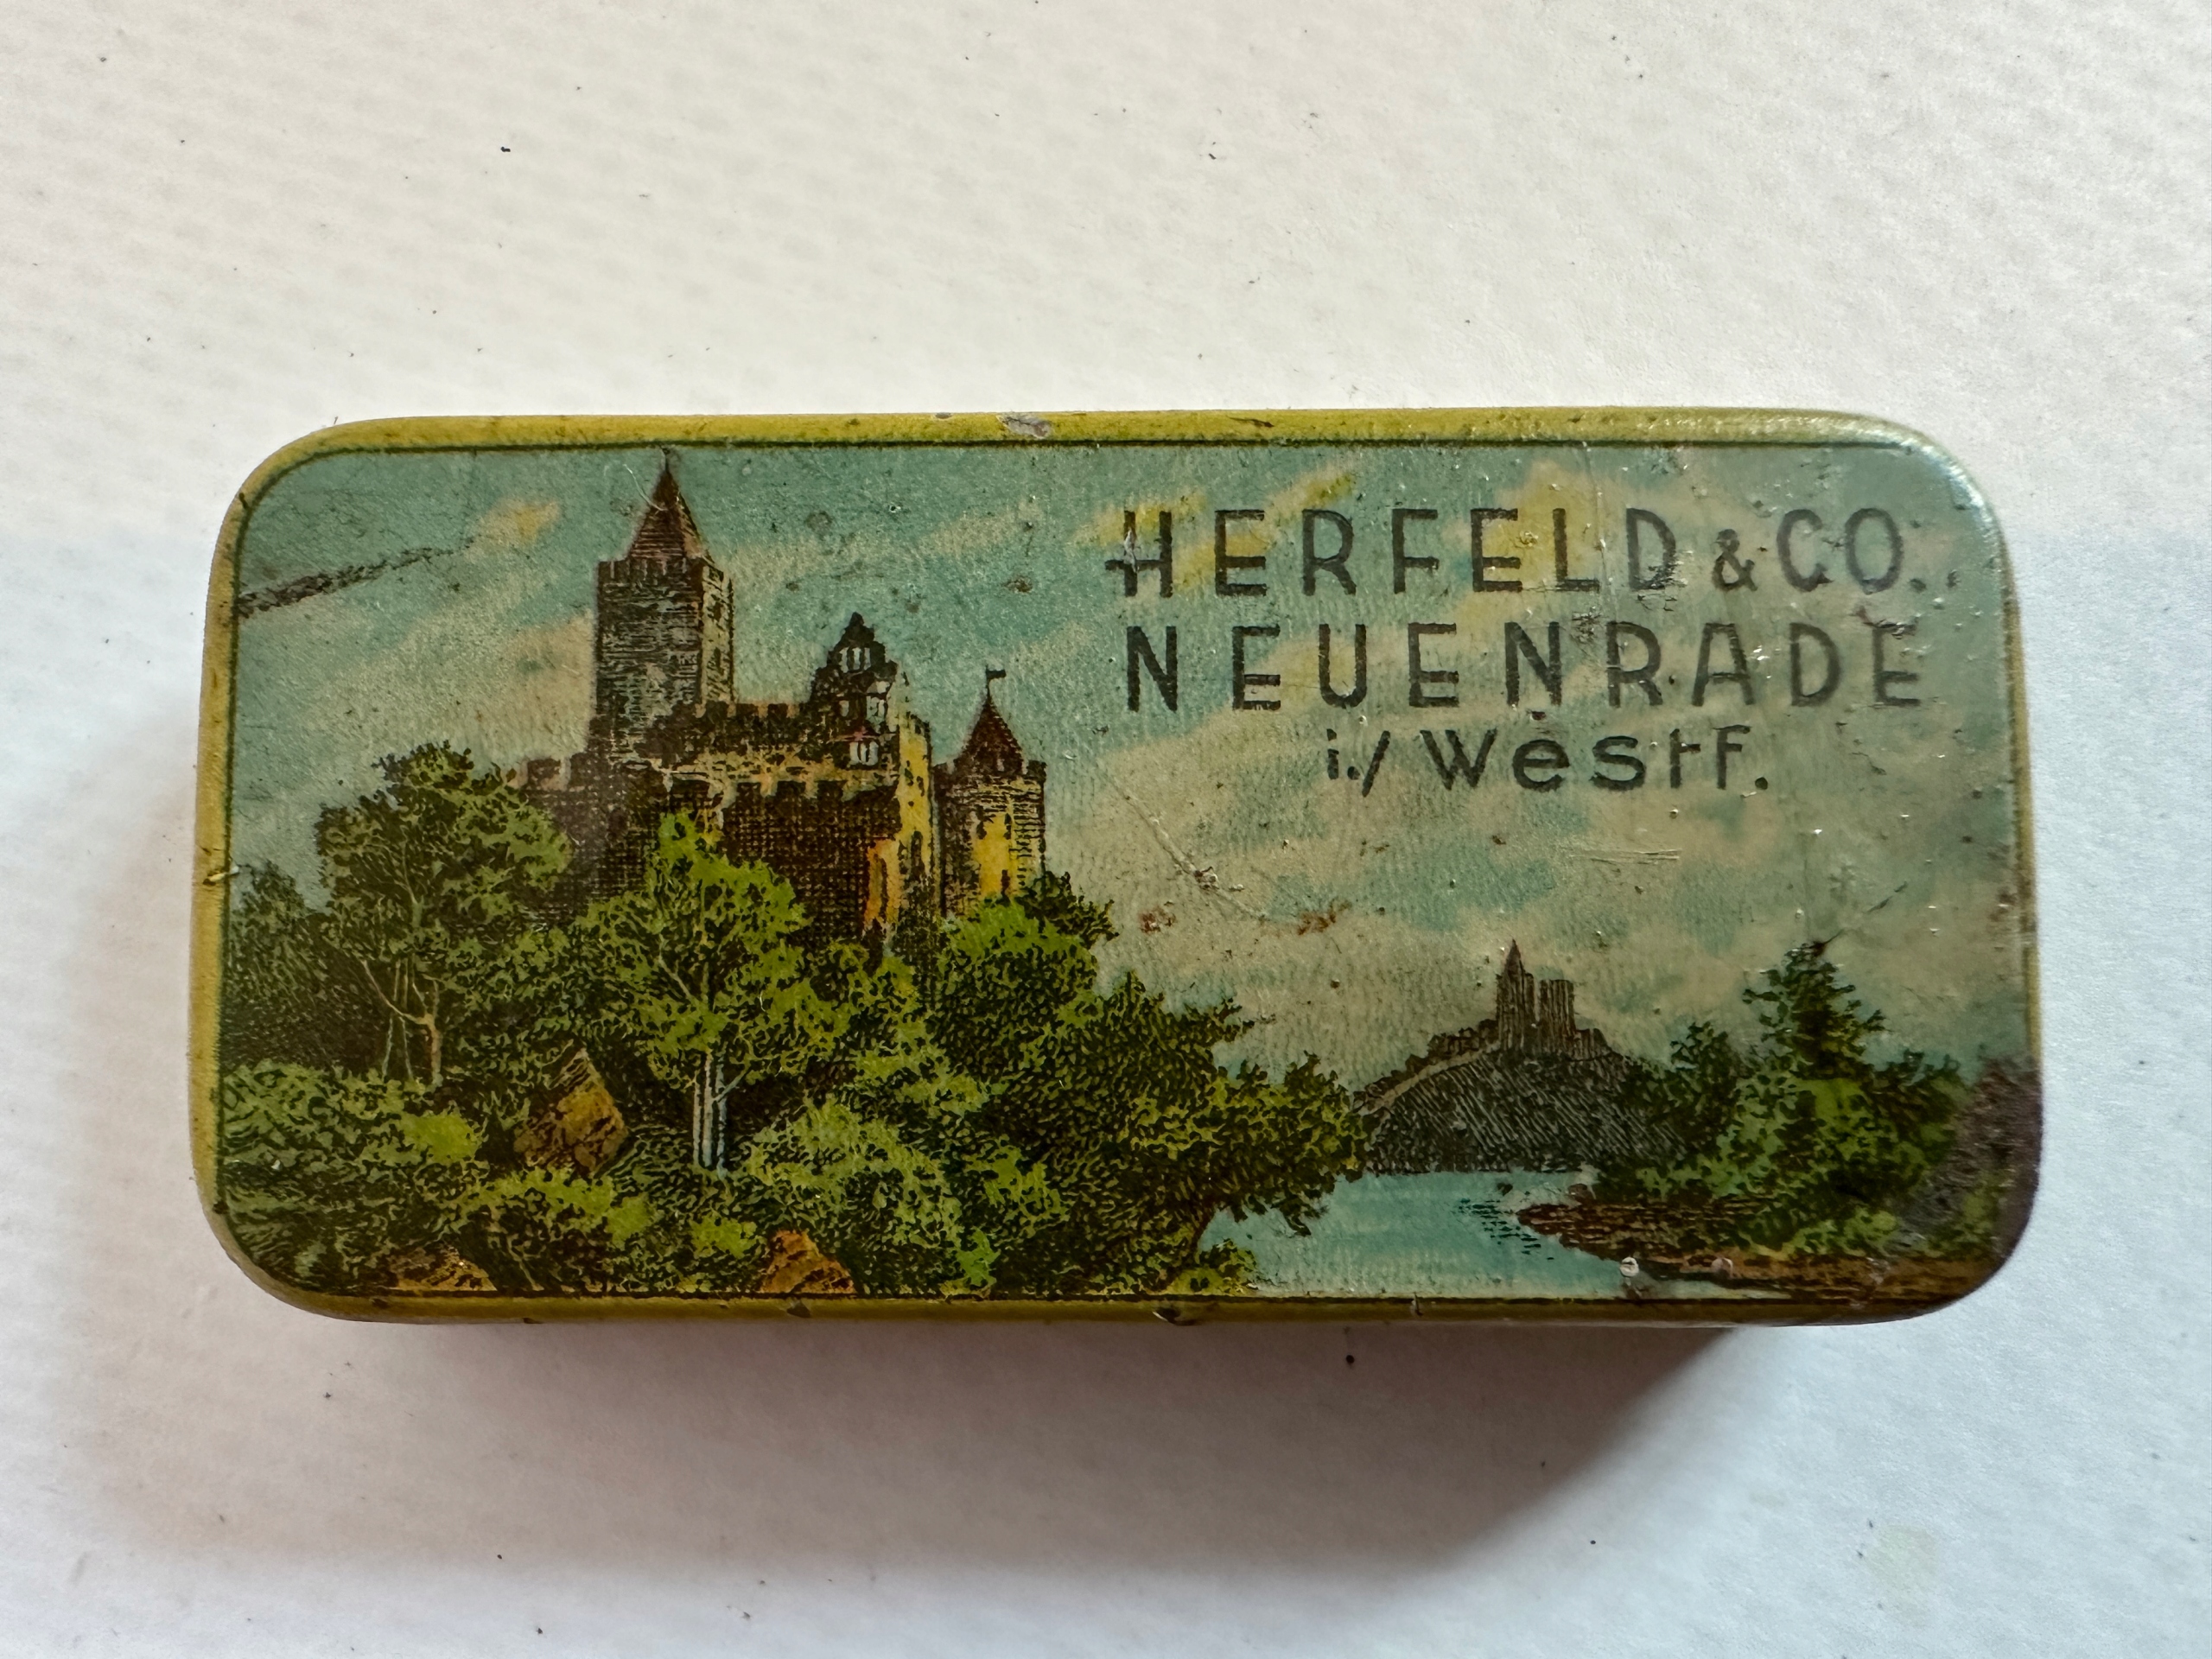 HERFELD & CO.
NEUENRADE
i./Westf.